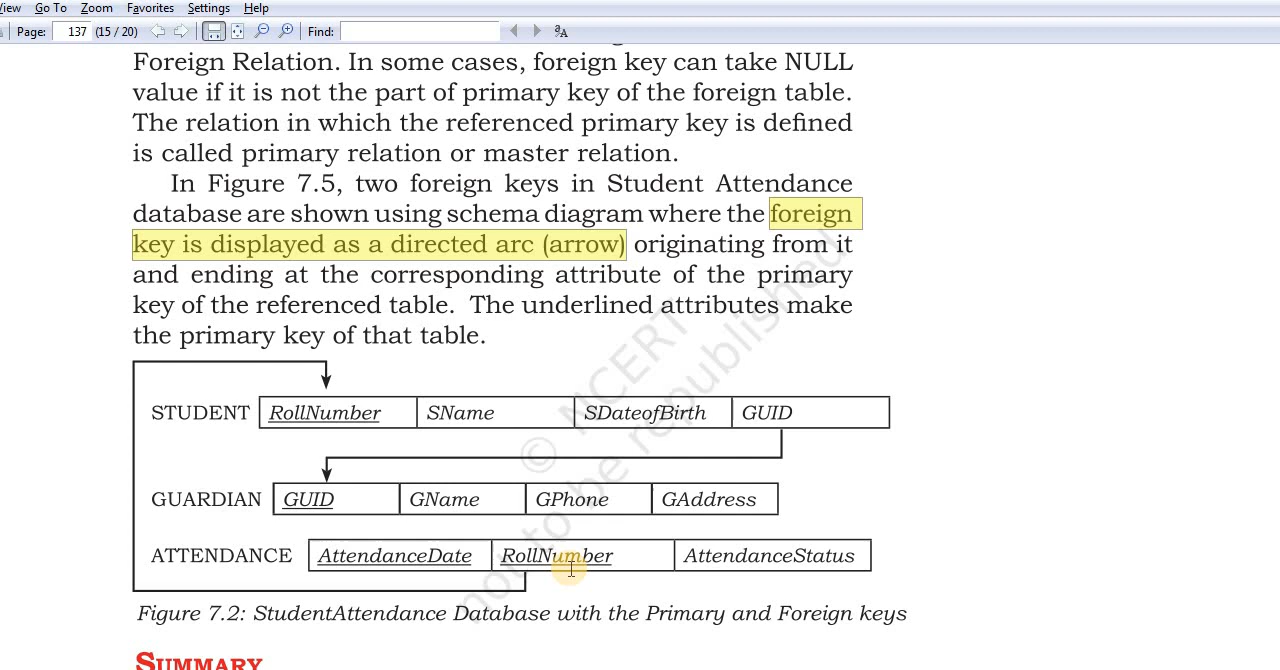 View Go To Zoom Favorites Settings Help
Page: 137 (15 / 20) Find:
Foreign Relation. In some cases, foreign key can take NULL
value if it is not the part of primary key of the foreign table.
The relation in which the referenced primary key is defined
is called primary relation or master relation.
In Figure 7.5, two foreign keys in Student Attendance
database are shown using schema diagram where the foreign
key is displayed as a directed arc (arrow) originating from it
and ending at the corresponding attribute of the primary
key of the referenced table. The underlined attributes make
the primary key of that table.
STUDENT RollNumber SName SDateofBirth GUID
GUARDIAN GUID GName GPhone GAddress
ATTENDANCE AttendanceDate RollNumber AttendanceStatus
Figure 7.2: StudentAttendance Database with the Primary and Foreign keys
SUMMARY
© NCERT
not to be republished